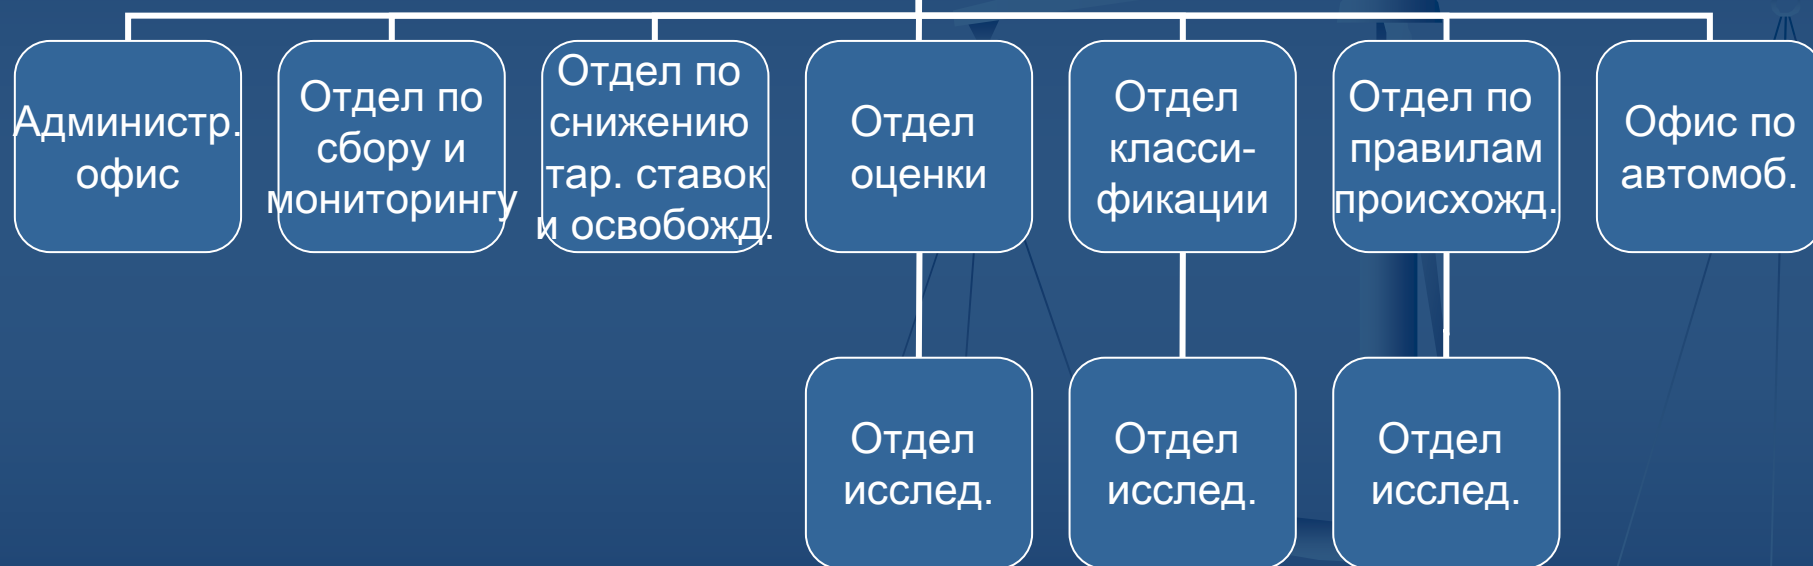 Администр.
офис
Отдел по
сбору и
мониторингу
Отдел по
снижению
тар. ставок
и освобожд.
Отдел
оценки
Отдел
класси-
фикации
Отдел по
правилам
происхожд.
Офис по
автомоб.
Отдел
исслед.
Отдел
исслед.
Отдел
исслед.